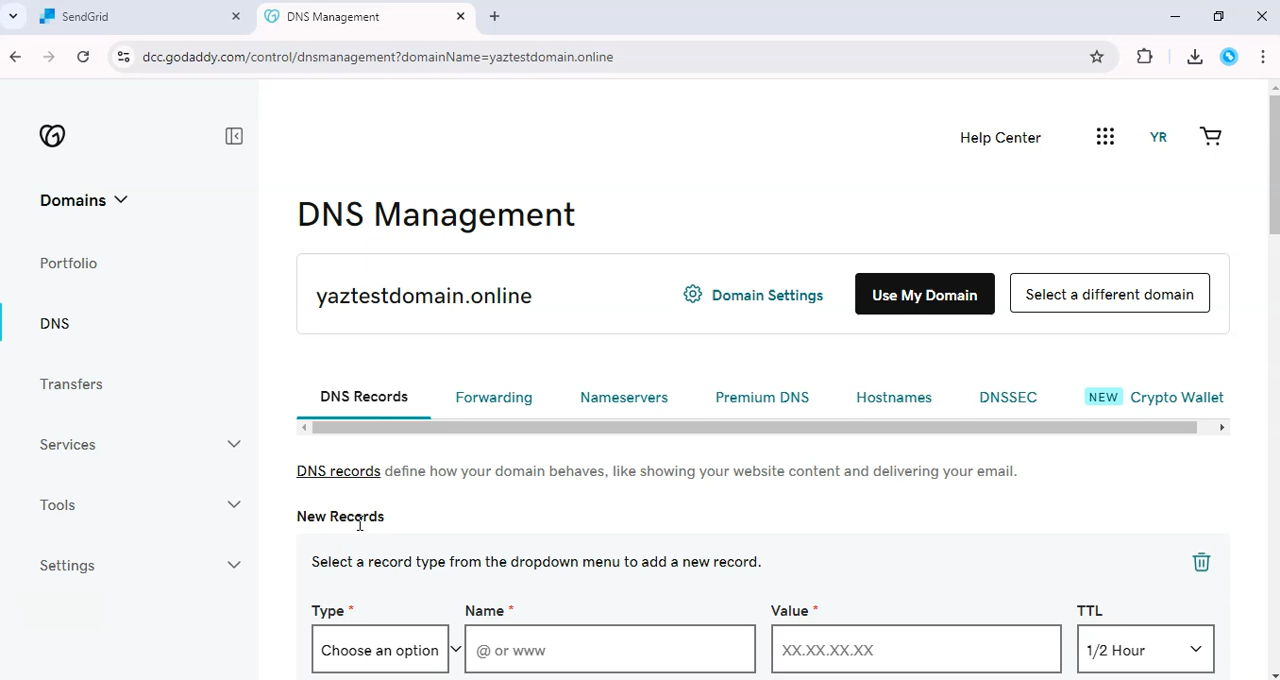 SendGrid
DNS Management
dcc.godaddy.com/control/dnsmanagement?domainName=yaztestdomain.online
Help Center
YR
Domains
Portfolio
DNS
Transfers
Services
Tools
Settings
DNS Management
yaztestdomain.online
Domain Settings
Use My Domain
Select a different domain
DNS Records Forwarding Nameservers Premium DNS Hostnames DNSSEC NEW Crypto Wallet
DNS records define how your domain behaves, like showing your website content and delivering your email.
New Records
Select a record type from the dropdown menu to add a new record.
Type * Name * Value * TTL
Choose an option @ or www XX.XX.XX.XX 1/2 Hour